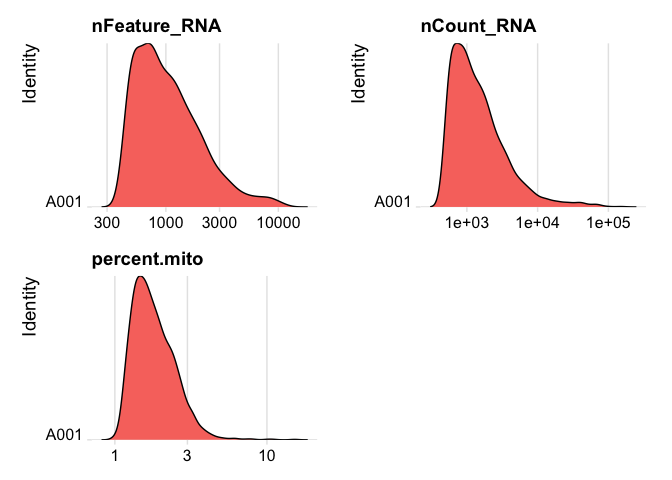 nFeature_RNA
Identity
A001
300 1000 3000 10000
nCount_RNA
Identity
A001
1e+03 1e+04 1e+05
percent.mito
Identity
A001
1 3 10